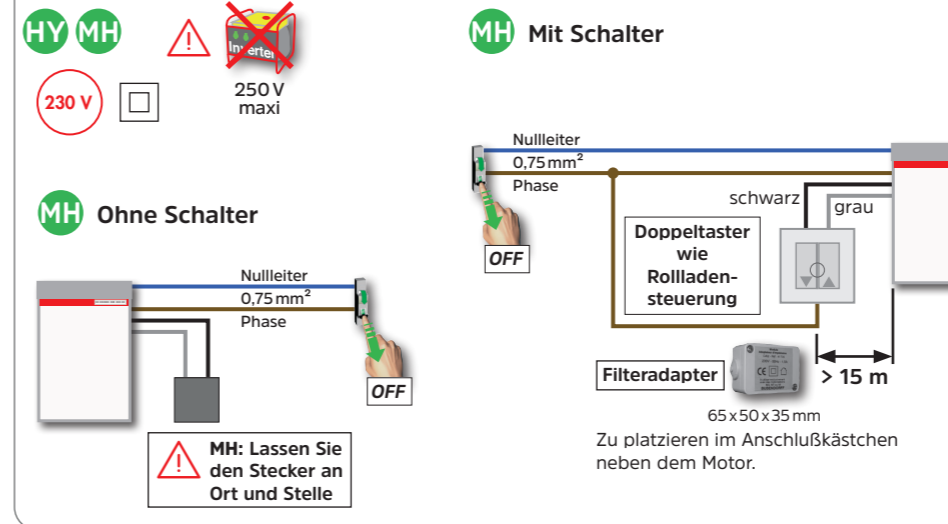 HY MH
Inverter
230 V
250 V
maxi
MH Ohne Schalter
Nullleiter
0,75 mm²
Phase
OFF
MH: Lassen Sie
den Stecker an
Ort und Stelle
MH Mit Schalter
Nullleiter
0,75 mm²
Phase
OFF
schwarz
grau
Doppeltaster
wie
Rollladen-
steuerung
Filteradapter
CE
> 15 m
65 x 50 x 35 mm
Zu platzieren im Anschlußkästchen
neben dem Motor.